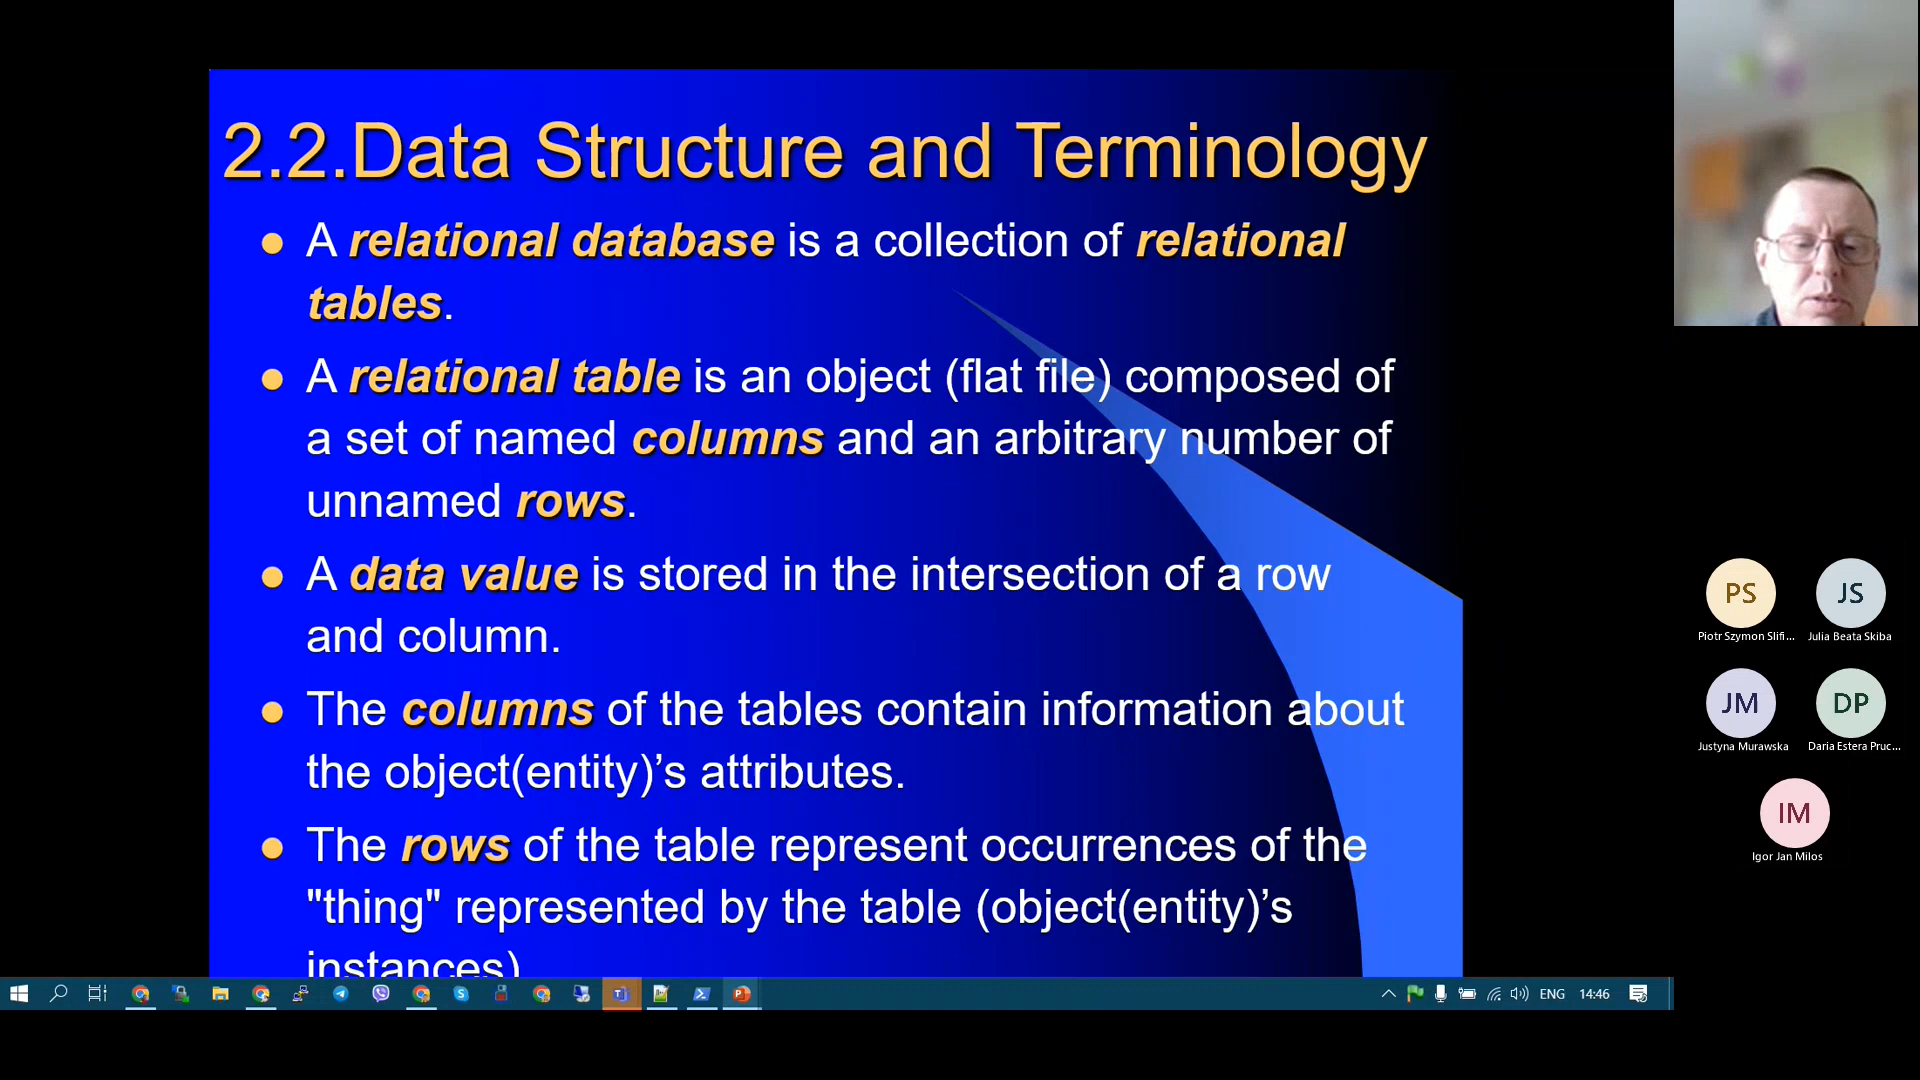 2.2.Data Structure and Terminology
A relational database is a collection of relational
tables.
A relational table is an object (flat file) composed of
a set of named columns and an arbitrary number of
unnamed rows.
A data value is stored in the intersection of a row
and column.
The columns of the tables contain information about
the object(entity)’s attributes.
The rows of the table represent occurrences of the
"thing" represented by the table (object(entity)’s
instances)
PS
JS
Piotr Szymon Slifi...
Julia Beata Skiba
JM
DP
Justyna Murawska
Daria Estera Pruc...
IM
Igor Jan Milos
ENG
14:46